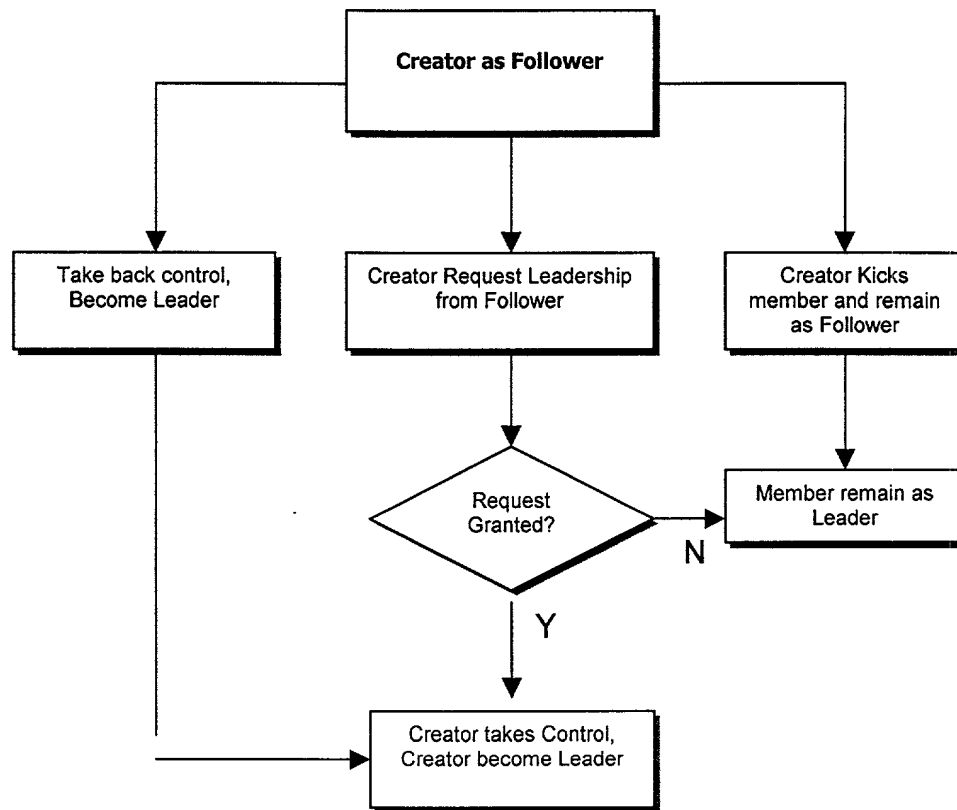 Creator as Follower
Take back control,
Become Leader
Creator Request Leadership
from Follower
Creator Kicks
member and remain
as Follower
Request
Granted?
N
Member remain as
Leader
Y
Creator takes Control,
Creator become Leader